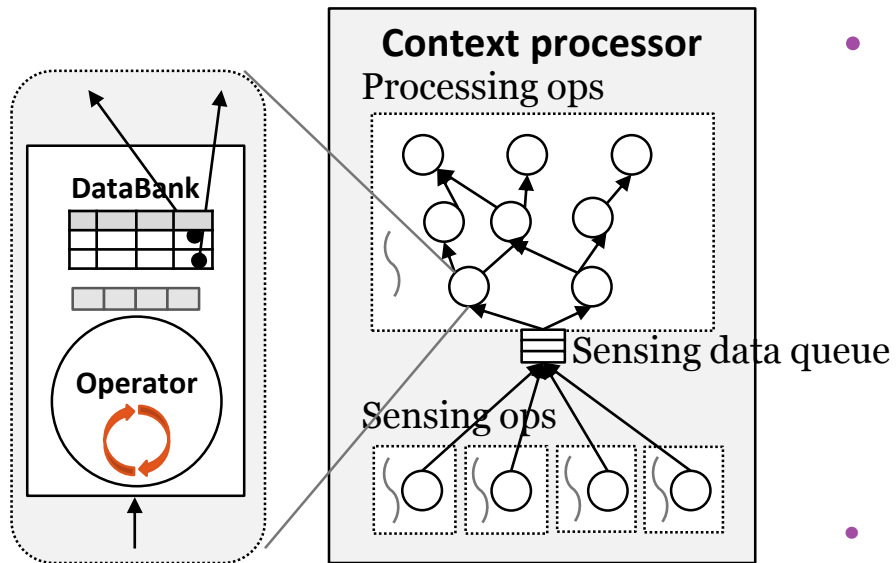 Context processor
Processing ops
DataBank
Operator
Sensing data queue
Sensing ops